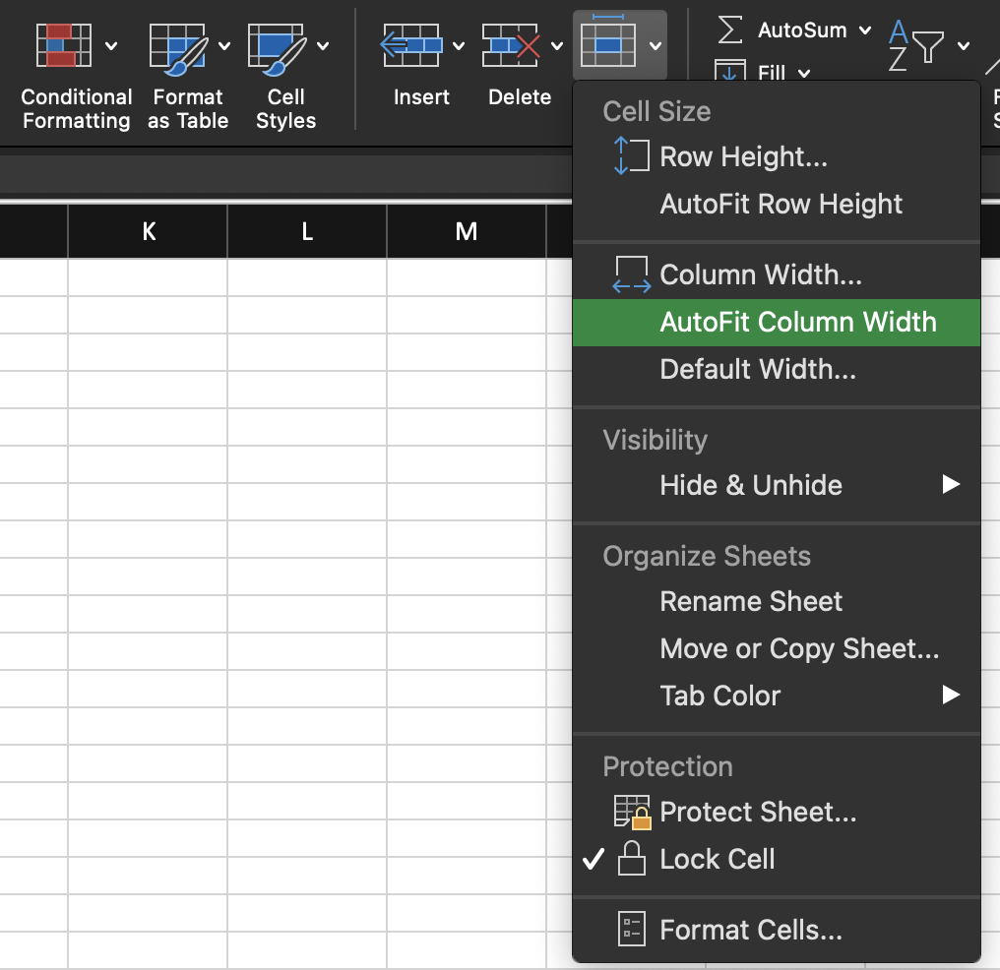 Conditional
Formatting
Format
as Table
Cell
Styles
Insert
Delete
AutoSum
Fill
A
Z
K
L
M
Cell Size
Row Height...
AutoFit Row Height
Column Width...
AutoFit Column Width
Default Width...
Visibility
Hide & Unhide
Organize Sheets
Rename Sheet
Move or Copy Sheet...
Tab Color
Protection
Protect Sheet...
Lock Cell
Format Cells...